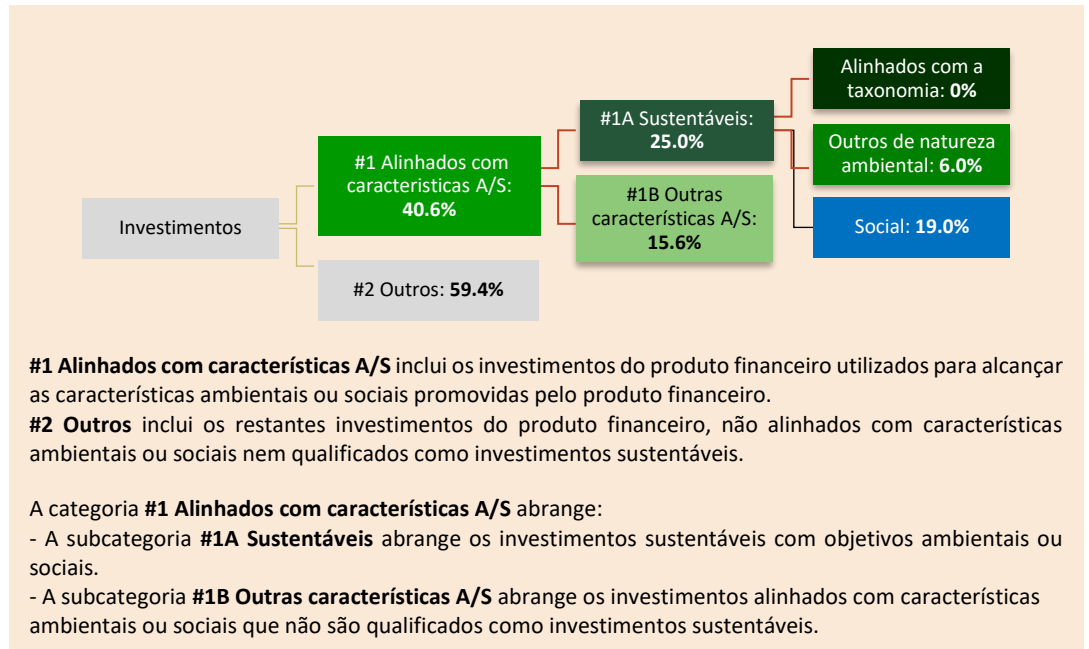 Alinhados com a
taxonomia: 0%
#1A Sustentáveis:
25.0%
Outros de natureza
ambiental: 6.0%
#1 Alinhados com
caracteristicas A/S:
40.6%
#1B Outras
características A/S:
15.6%
Investimentos
Social: 19.0%
#2 Outros: 59.4%
#1 Alinhados com características A/S inclui os investimentos do produto financeiro utilizados para alcançar
as características ambientais ou sociais promovidas pelo produto financeiro.
#2 Outros inclui os restantes investimentos do produto financeiro, não alinhados com características
ambientais ou sociais nem qualificados como investimentos sustentáveis.
A categoria #1 Alinhados com características A/S abrange:
- A subcategoria #1A Sustentáveis abrange os investimentos sustentáveis com objetivos ambientais ou
sociais.
- A subcategoria #1B Outras características A/S abrange os investimentos alinhados com características
ambientais ou sociais que não são qualificados como investimentos sustentáveis.